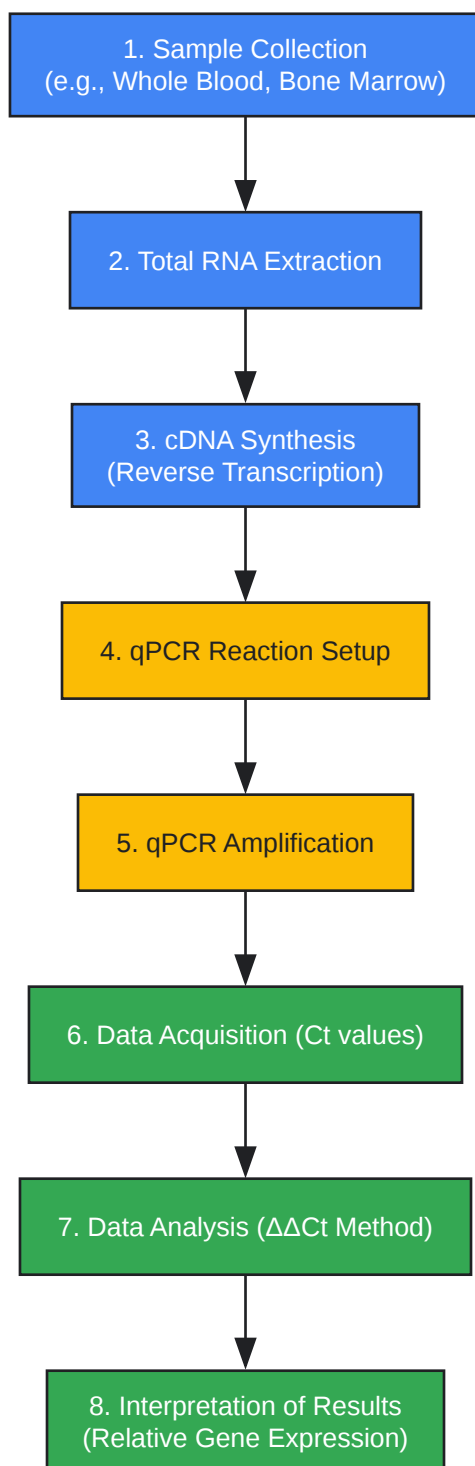 1. Sample Collection
(e.g., Whole Blood, Bone Marrow)
2. Total RNA Extraction
3. cDNA Synthesis
(Reverse Transcription)
4. qPCR Reaction Setup
5. qPCR Amplification
6. Data Acquisition (Ct values)
7. Data Analysis (ΔΔCt Method)
8. Interpretation of Results
(Relative Gene Expression)